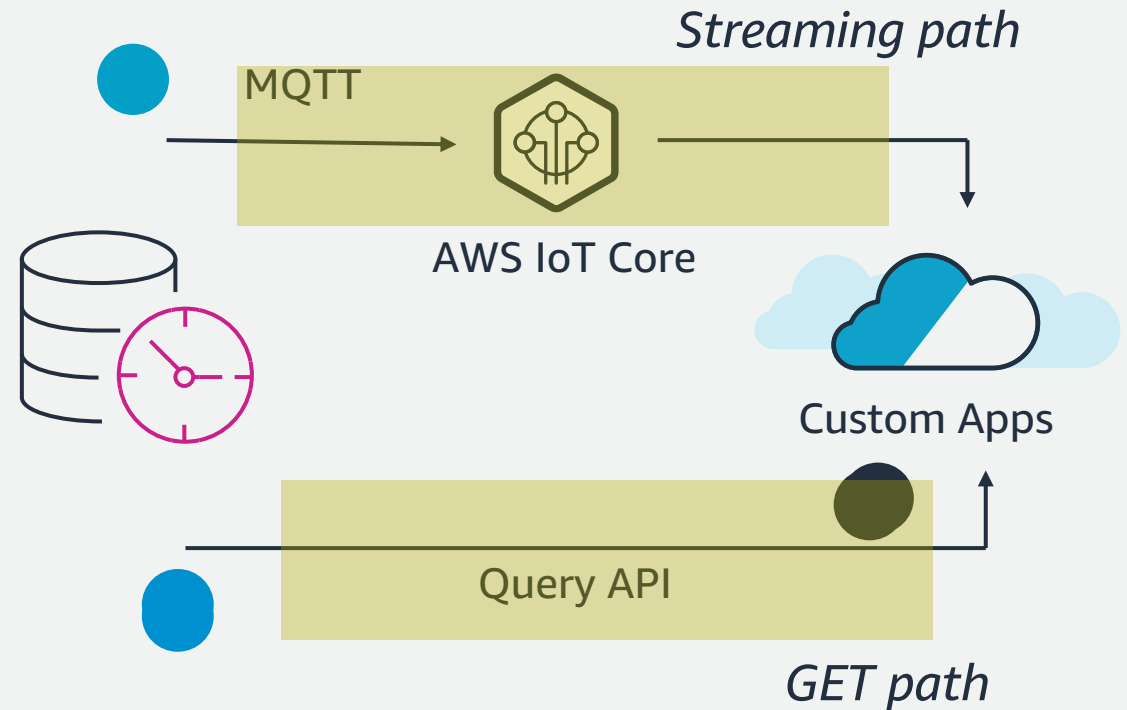 Streaming path
MQTT
AWS IoT Core
Custom Apps
Query API
GET path